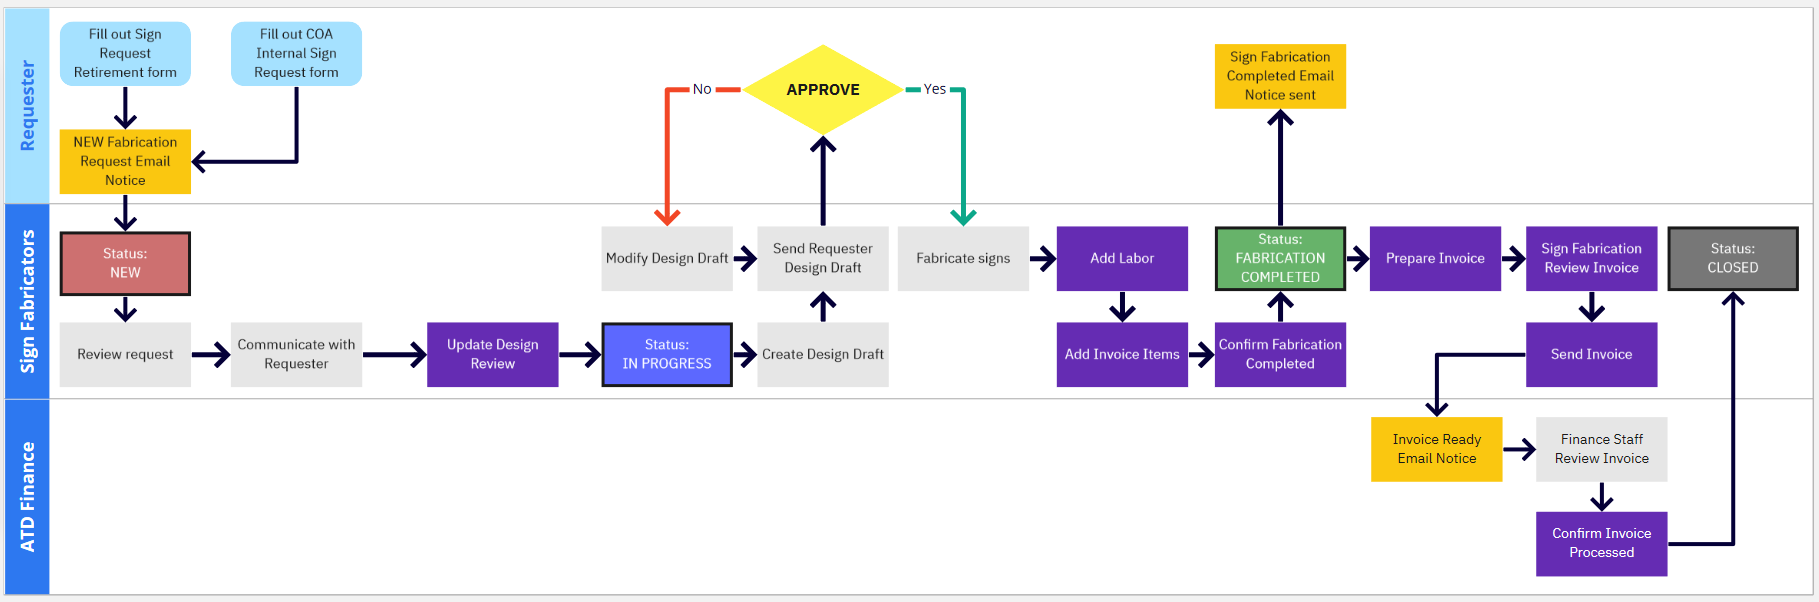 Requester
Fill out Sign
Request
Retirement form
Fill out COA
Internal Sign
Request form
NEW Fabrication
Request Email
Notice
No
APPROVE
Yes
Sign Fabrication
Completed Email
Notice sent
Sign Fabricators
Status:
NEW
Review request
Communicate with
Requester
Update Design
Review
Status:
IN PROGRESS
Create Design Draft
Modify Design Draft
Send Requester
Design Draft
Fabricate signs
Add Labor
Add Invoice Items
Confirm Fabrication
Completed
Status:
FABRICATION
COMPLETED
Prepare Invoice
Sign Fabrication
Review Invoice
Send Invoice
Status:
CLOSED
ATD Finance
Invoice Ready
Email Notice
Finance Staff
Review Invoice
Confirm Invoice
Processed